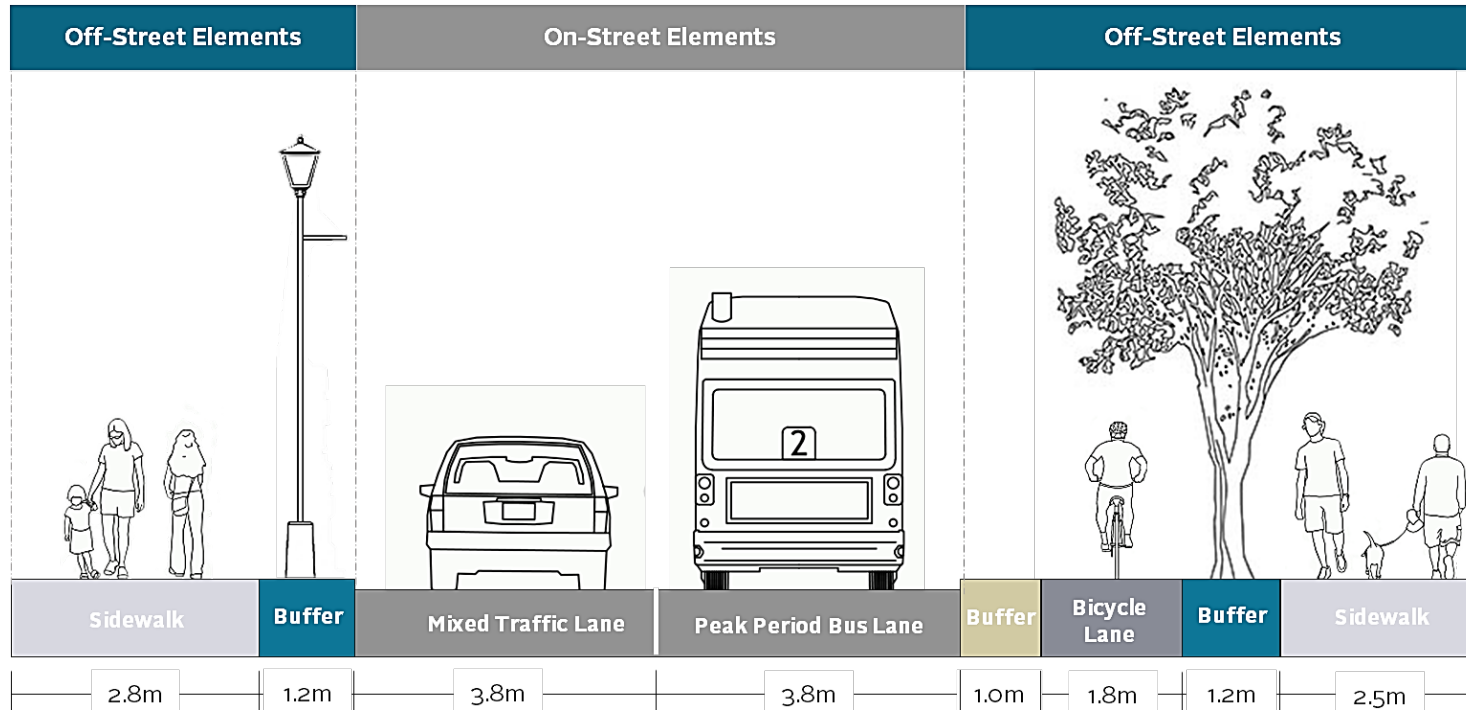 Off-Street Elements
On-Street Elements
Off-Street Elements
2
Sidewalk
Buffer
Mixed Traffic Lane
Peak Period Bus Lane
Buffer
Bicycle
Lane
Buffer
Sidewalk
2.8m
1.2m
3.8m
3.8m
1.0m
1.8m
1.2m
2.5m